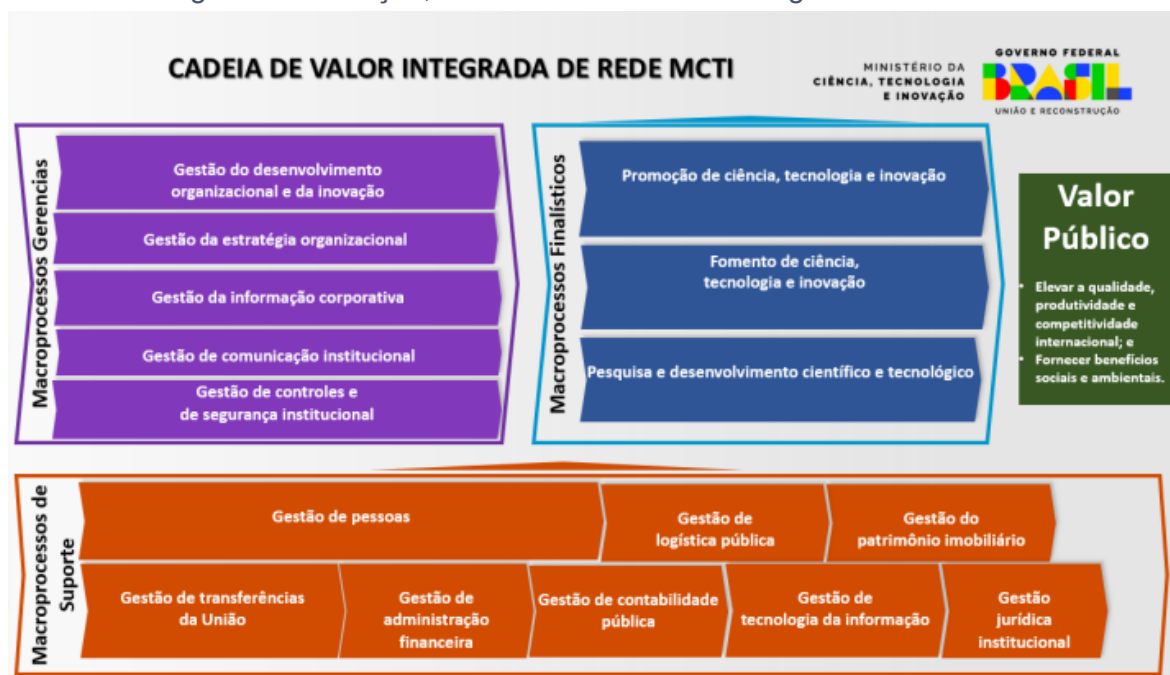 CADEIA DE VALOR INTEGRADA DE REDE MCTI
MINISTÉRIO DA
CIÊNCIA, TECNOLOGIA
E INOVAÇÃO
GOVERNO FEDERAL
BRASIL
UNIÃO E RECONSTRUÇÃO
Macroprocessos Gerencias
Gestão do desenvolvimento
organizacional e da inovação
Gestão da estratégia organizacional
Gestão da informação corporativa
Gestão de comunicação institucional
Gestão de controles e
de segurança institucional
Macroprocessos Finalísticos
Promoção de ciência, tecnologia e inovação
Fomento de ciência,
tecnologia e inovação
Pesquisa e desenvolvimento científico e tecnológico
Valor
Público
• Elevar a qualidade,
produtividade e
competitividade
internacional; e
• Fornecer benefícios
sociais e ambientais.
Macroprocessos de
Suporte
Gestão de pessoas
Gestão de
logística pública
Gestão do
patrimônio imobiliário
Gestão de transferências
da União
Gestão de
administração
financeira
Gestão de contabilidade
pública
Gestão de
tecnologia da informação
Gestão
jurídica
institucional